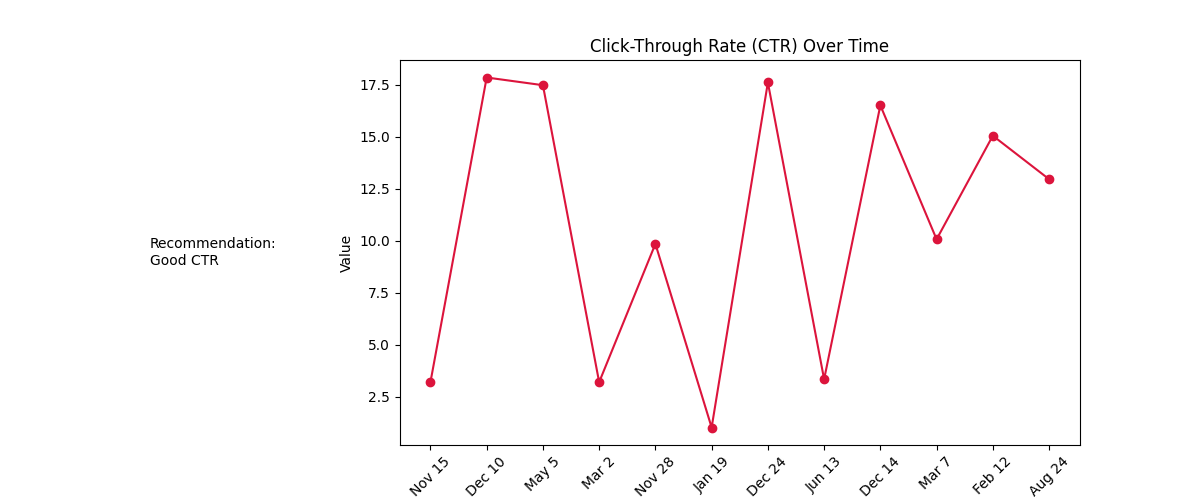 Click-Through Rate (CTR) Over Time
17.5
15.0
12.5
10.0
7.5
5.0
2.5
Value
Recommendation:
Good CTR
Nov 15
Dec 10
May 5
Mar 2
Nov 28
Jan 19
Dec 24
Jun 13
Dec 14
Mar 7
Feb 12
Aug 24